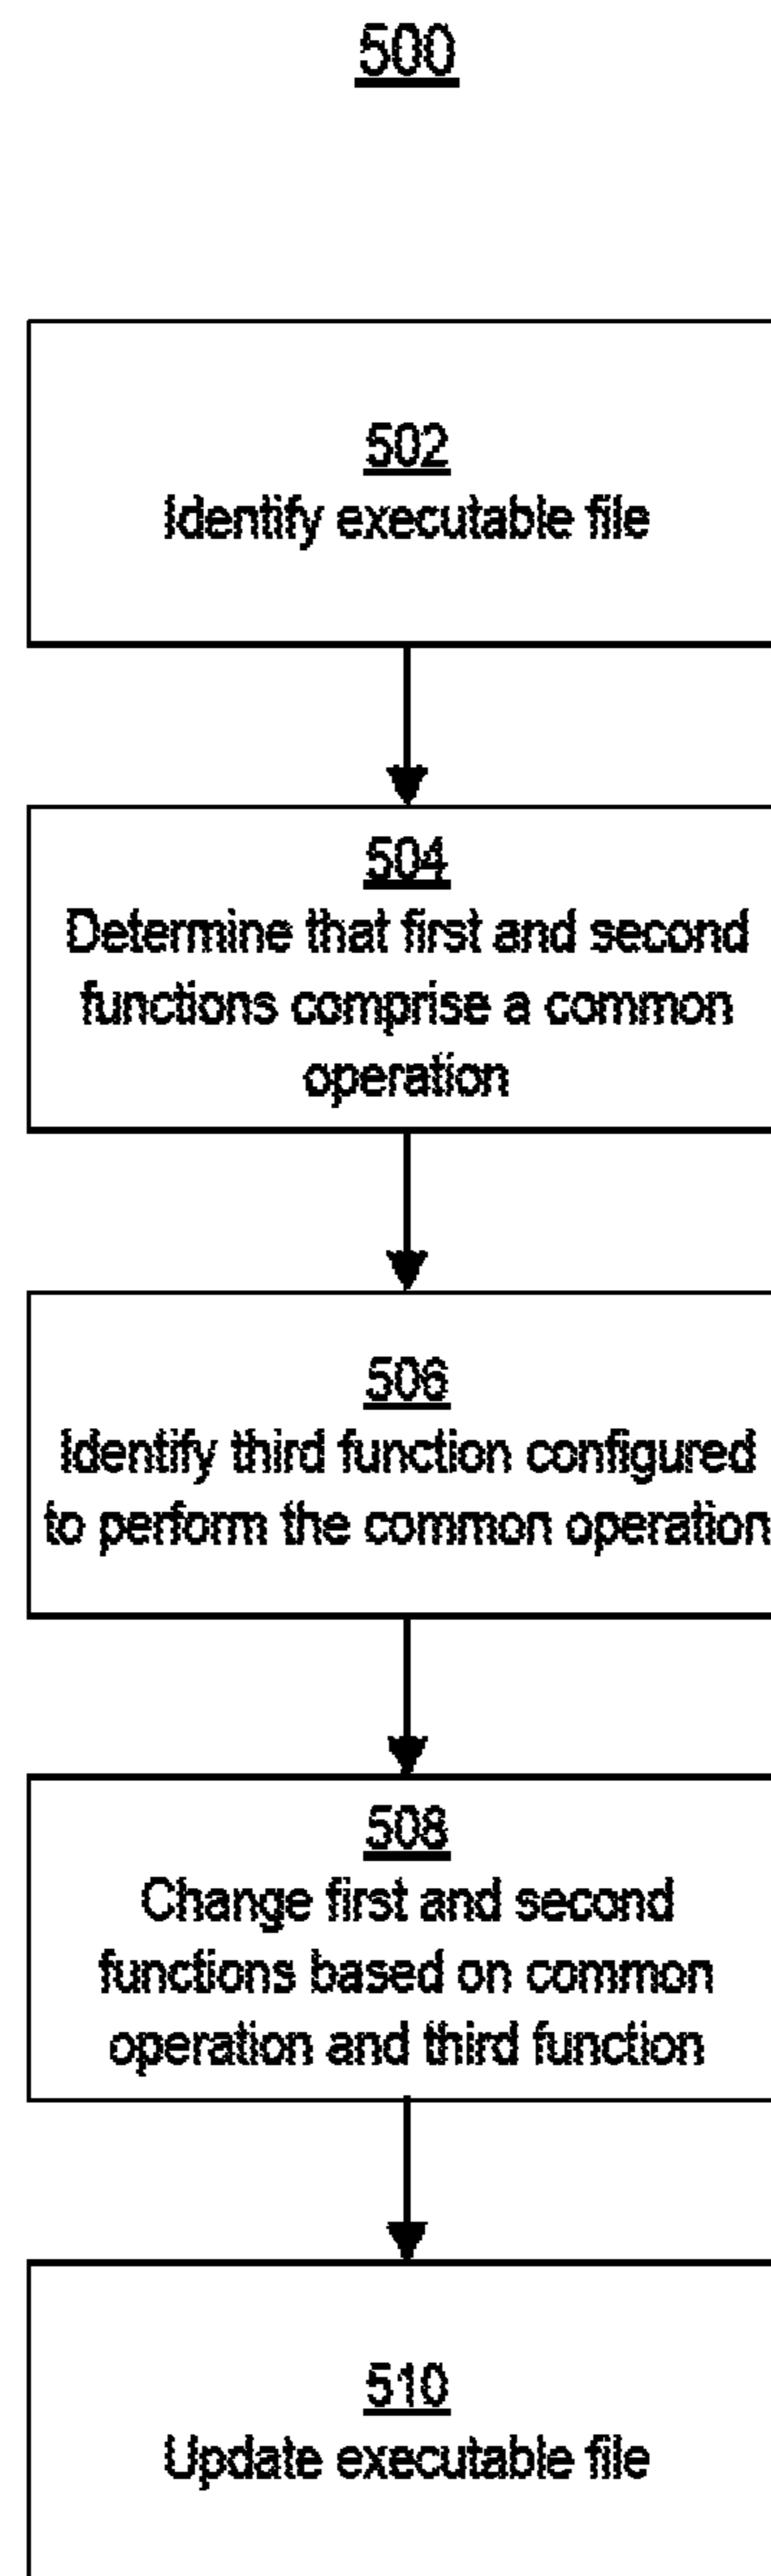 500
502
Identify executable file
504
Determine that first and second
functions comprise a common
operation
506
Identify third function configured
to perform the common operation
508
Change first and second
functions based on common
operation and third function
510
Update executable file